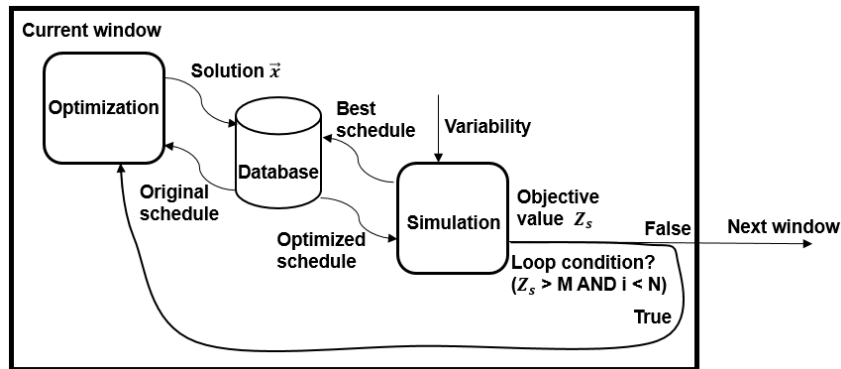 Current window
Optimization
Solution $\vec{x}$
Database
Original
schedule
Best
schedule
Optimized
schedule
Variability
Simulation
Objective
value $Z_s$
False
Next window
Loop condition?
($Z_s$ > M AND i < N)
True